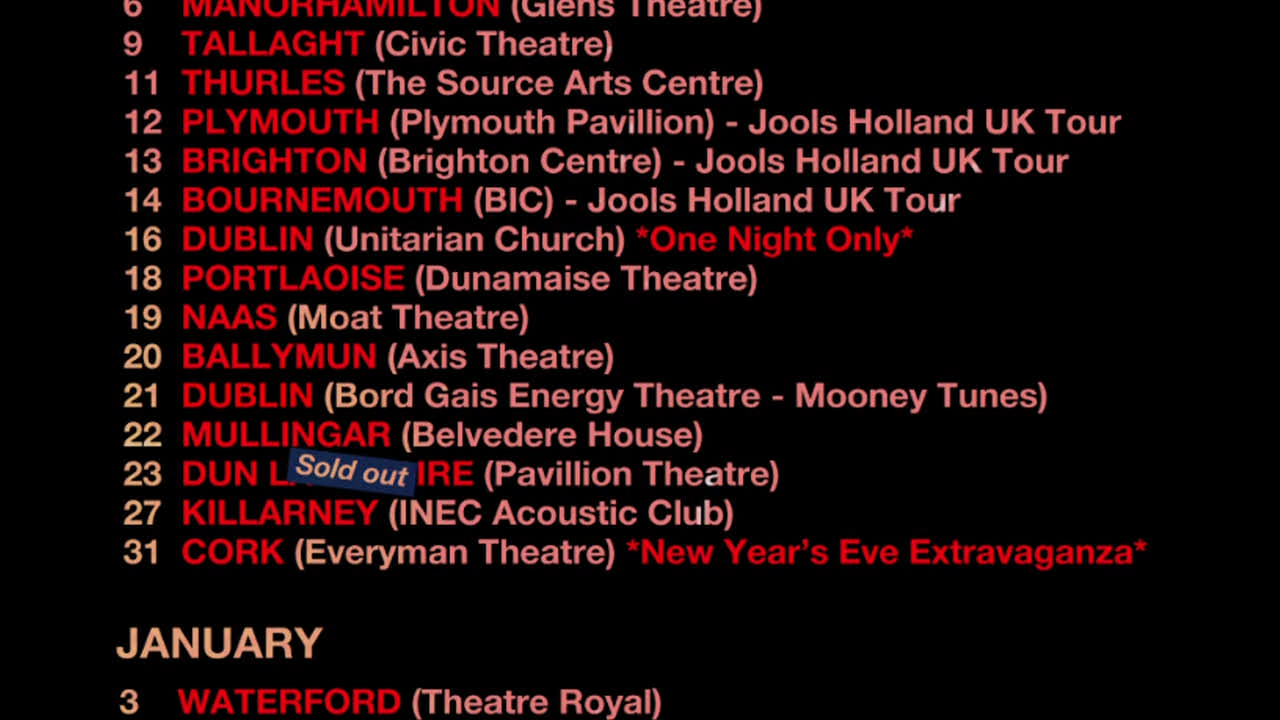 6 MANORHAMILTON (Glens Theatre)
9 TALLAGHT (Civic Theatre)
11 THURLES (The Source Arts Centre)
12 PLYMOUTH (Plymouth Pavillion) - Jools Holland UK Tour
13 BRIGHTON (Brighton Centre) - Jools Holland UK Tour
14 BOURNEMOUTH (BIC) - Jools Holland UK Tour
16 DUBLIN (Unitarian Church) *One Night Only*
18 PORTLAOISE (Dunamaise Theatre)
19 NAAS (Moat Theatre)
20 BALLYMUN (Axis Theatre)
21 DUBLIN (Bord Gais Energy Theatre - Mooney Tunes)
22 MULLINGAR (Belvedere House)
23 DUN Sold out (Pavillion Theatre)
27 KILLARNEY (INEC Acoustic Club)
31 CORK (Everyman Theatre) *New Year’s Eve Extravaganza*
JANUARY
3 WATERFORD (Theatre Royal)